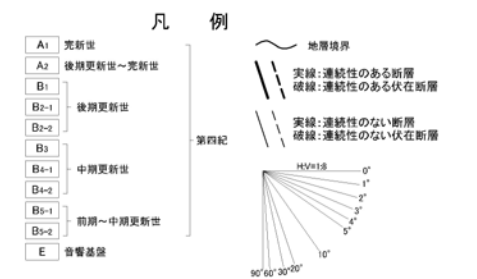 凡 例
A1 完新世
A2 後期更新世～完新世
B1
B2-1 後期更新世
B2-2
B3
B4-1 中期更新世
B4-2
B5-1 前期～中期更新世
B5-2
E 音響基盤
第四紀
地層境界
実線：連続性のある断層
破線：連続性のある伏在断層
実線：連続性のない断層
破線：連続性のない伏在断層
H:V=1:8
0°
1°
2°
3°
4°
5°
10°
90° 60° 30° 20°